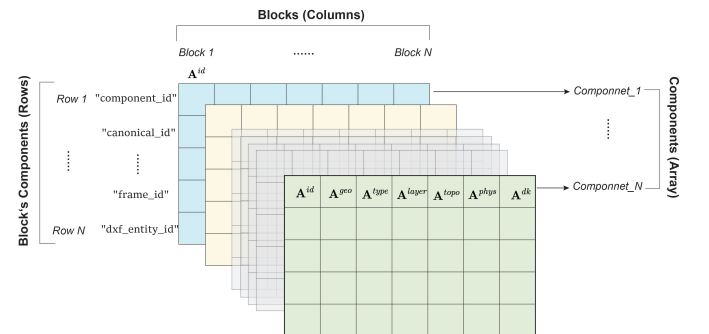 Blocks (Columns)
Block 1 ...... Block N
A^id
Block's Components (Rows)
Row 1 "component_id"
"canonical_id"
...... ......
"frame_id"
Row N "dxf_entity_id"
Componnet_1
......
Componnet_N
Components (Array)
A^id A^geo A^type A^layer A^topo A^phys A^dk